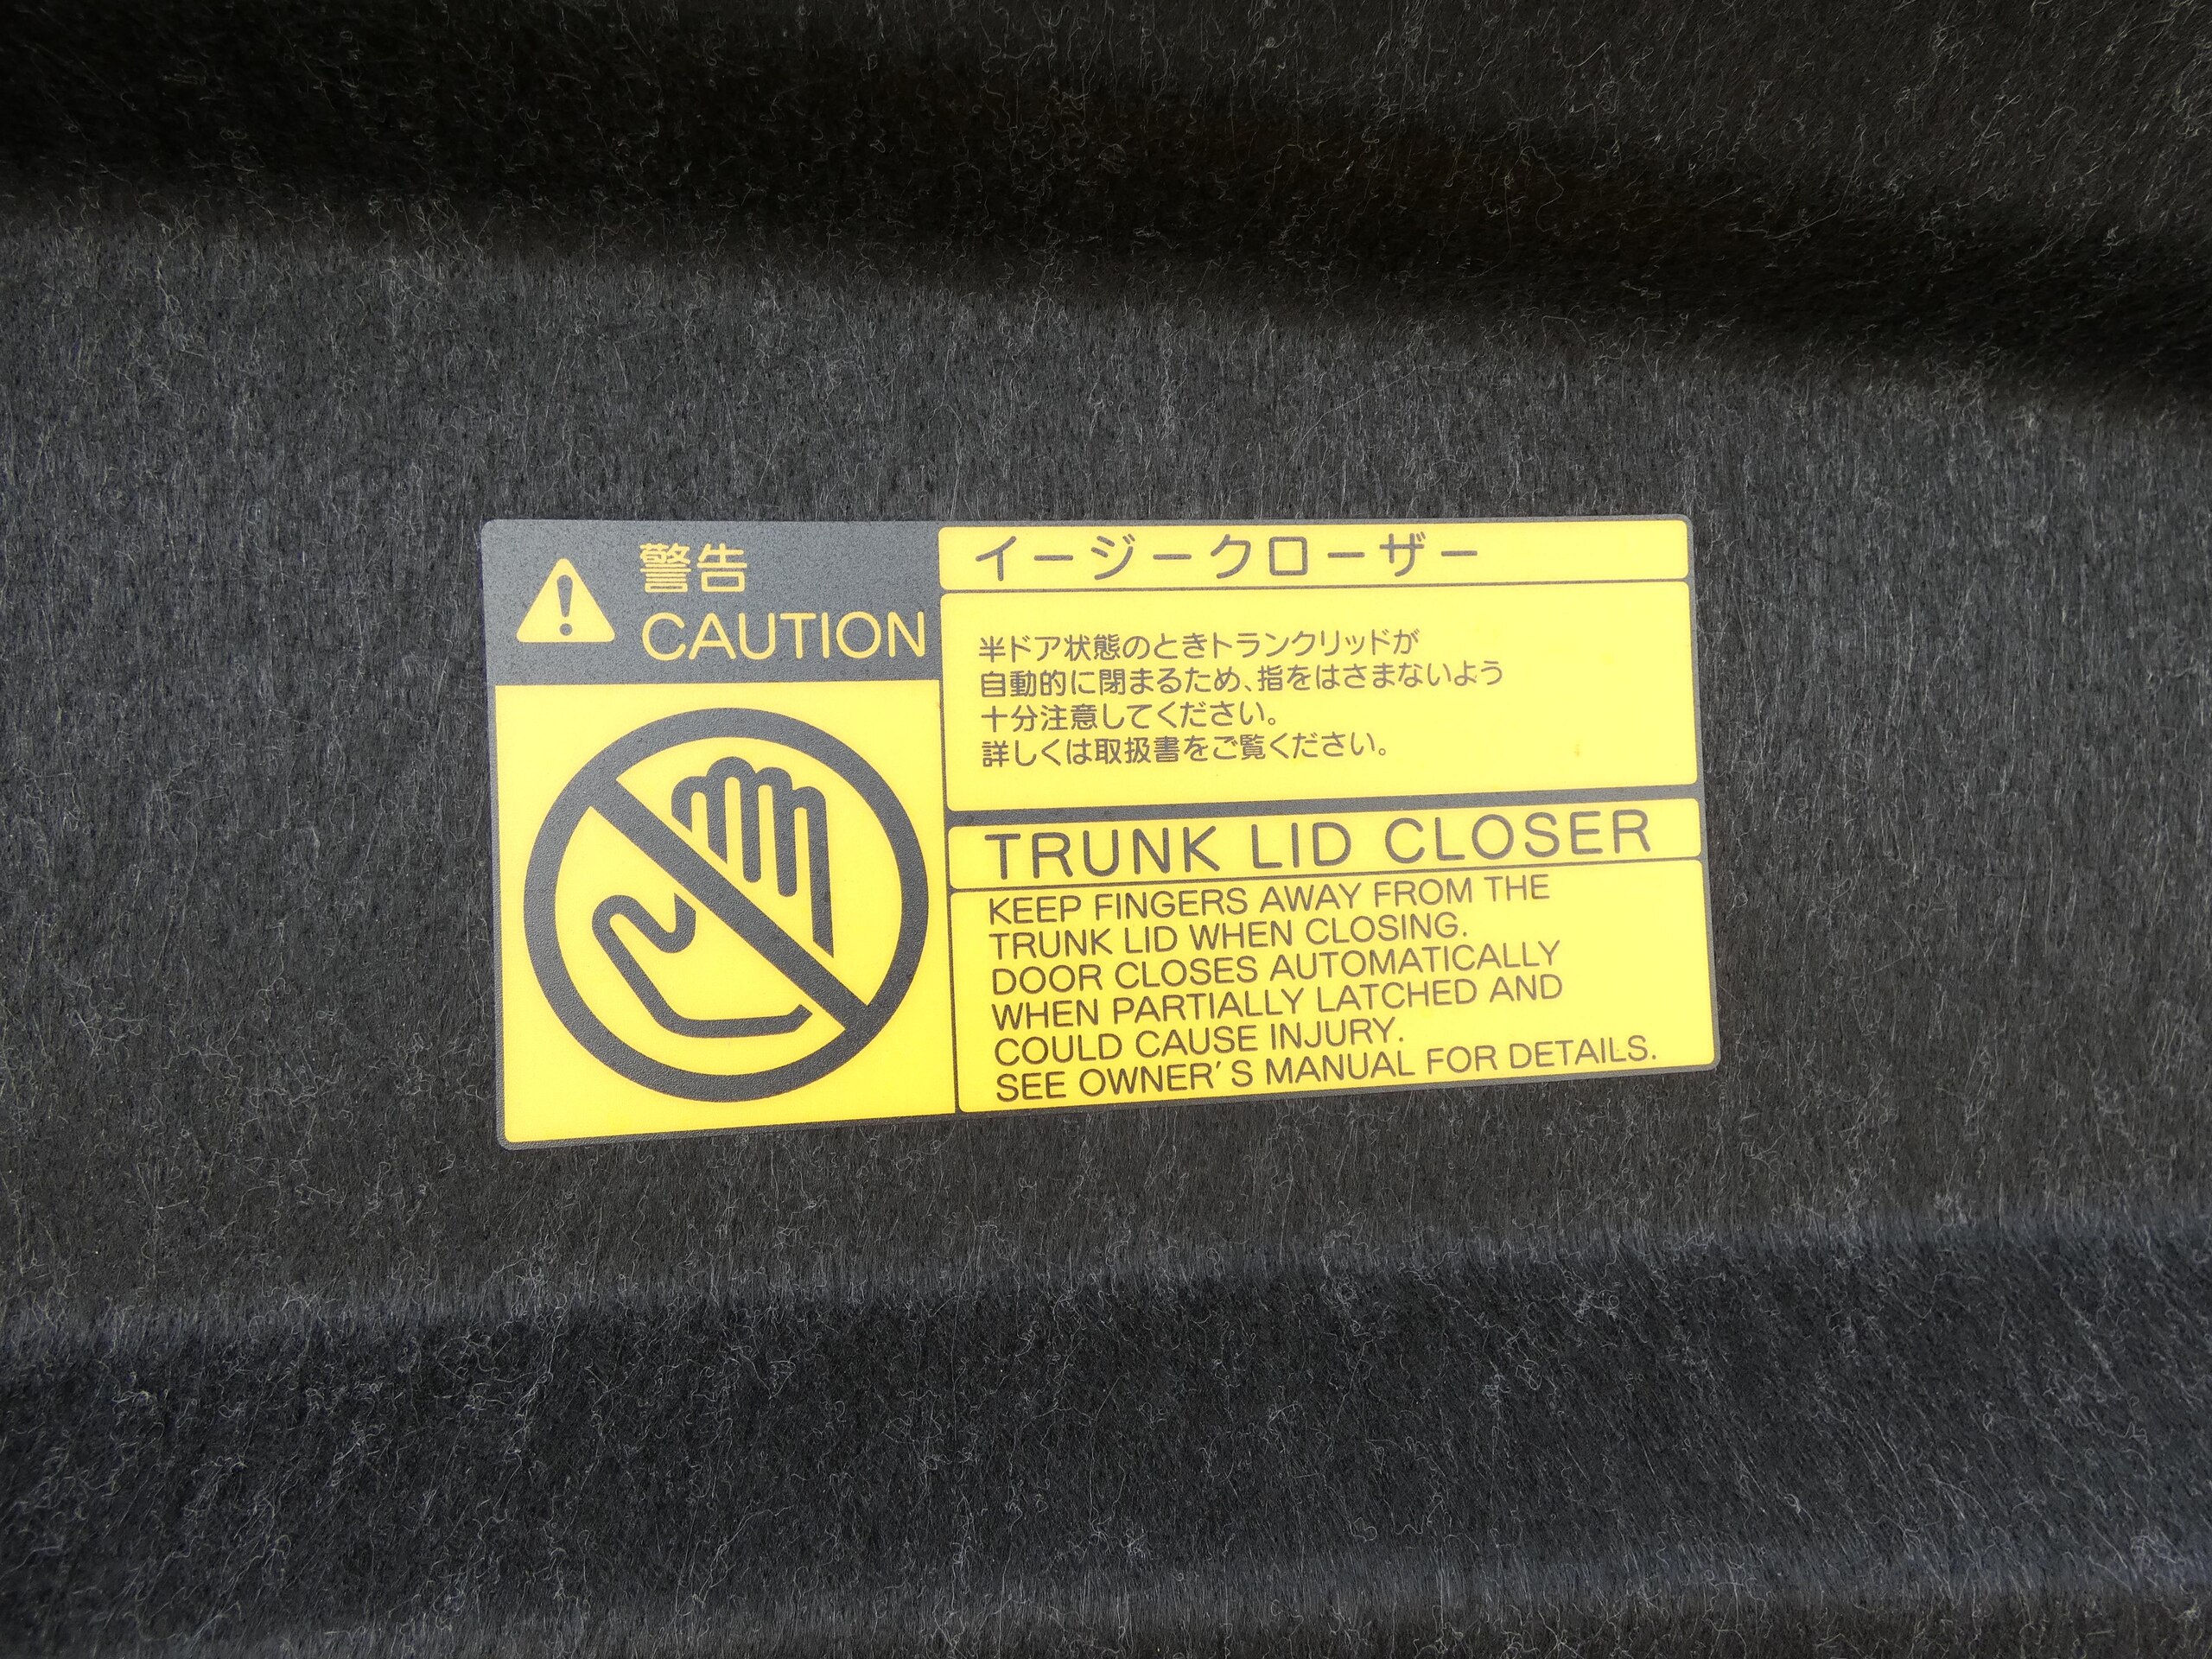 警告
CAUTION
イージークローザー
半ドア状態のときトランクリッドが
自動的に閉まるため、指をはさまないよう
十分注意してください。
詳しくは取扱書をご覧ください。
TRUNK LID CLOSER
KEEP FINGERS AWAY FROM THE
TRUNK LID WHEN CLOSING.
DOOR CLOSES AUTOMATICALLY
WHEN PARTIALLY LATCHED AND
COULD CAUSE INJURY.
SEE OWNER'S MANUAL FOR DETAILS.